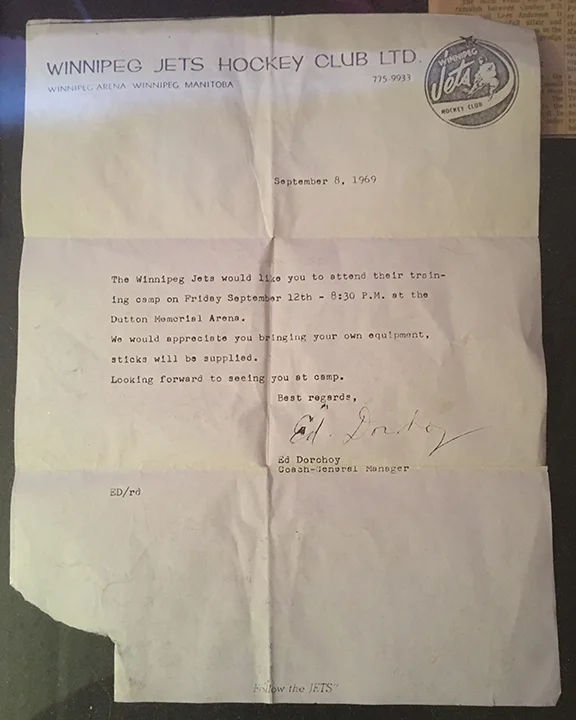 WINNIPEG JETS HOCKEY CLUB LTD.
WINNIPEG ARENA WINNIPEG, MANITOBA
775-9933
WINNIPEG
Jets
HOCKEY CLUB
September 8, 1969
The Winnipeg Jets would like you to attend their train-
ing camp on Friday September 12th - 8:30 P.M. at the
Dutton Memorial Arena.
We would appreciate you bringing your own equipment,
sticks will be supplied.
Looking forward to seeing you at camp.
Best regards,
Ed. Dorohoy
Ed Dorohoy
Coach-General Manager
ED/rd
Follow the JETS"